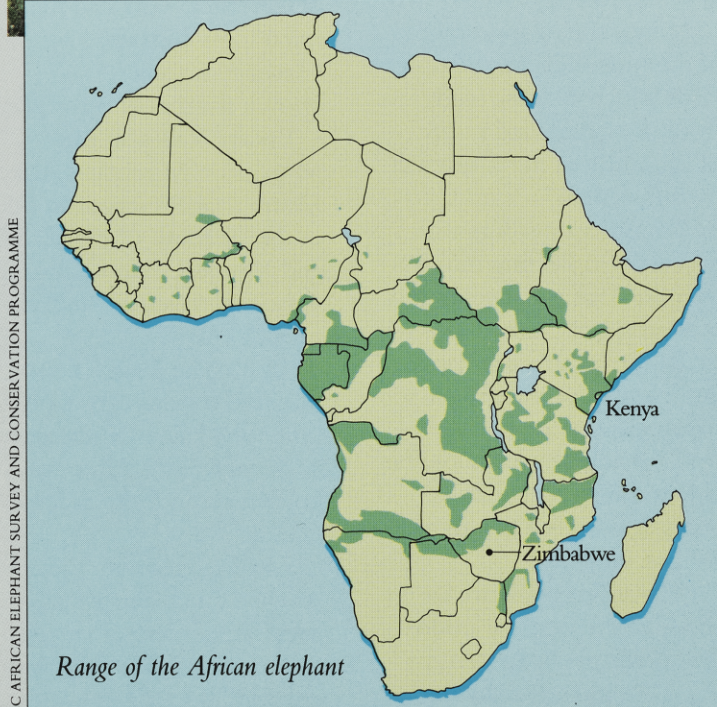 C AFRICAN ELEPHANT SURVEY AND CONSERVATION PROGRAMME
Kenya
Zimbabwe
Range of the African elephant